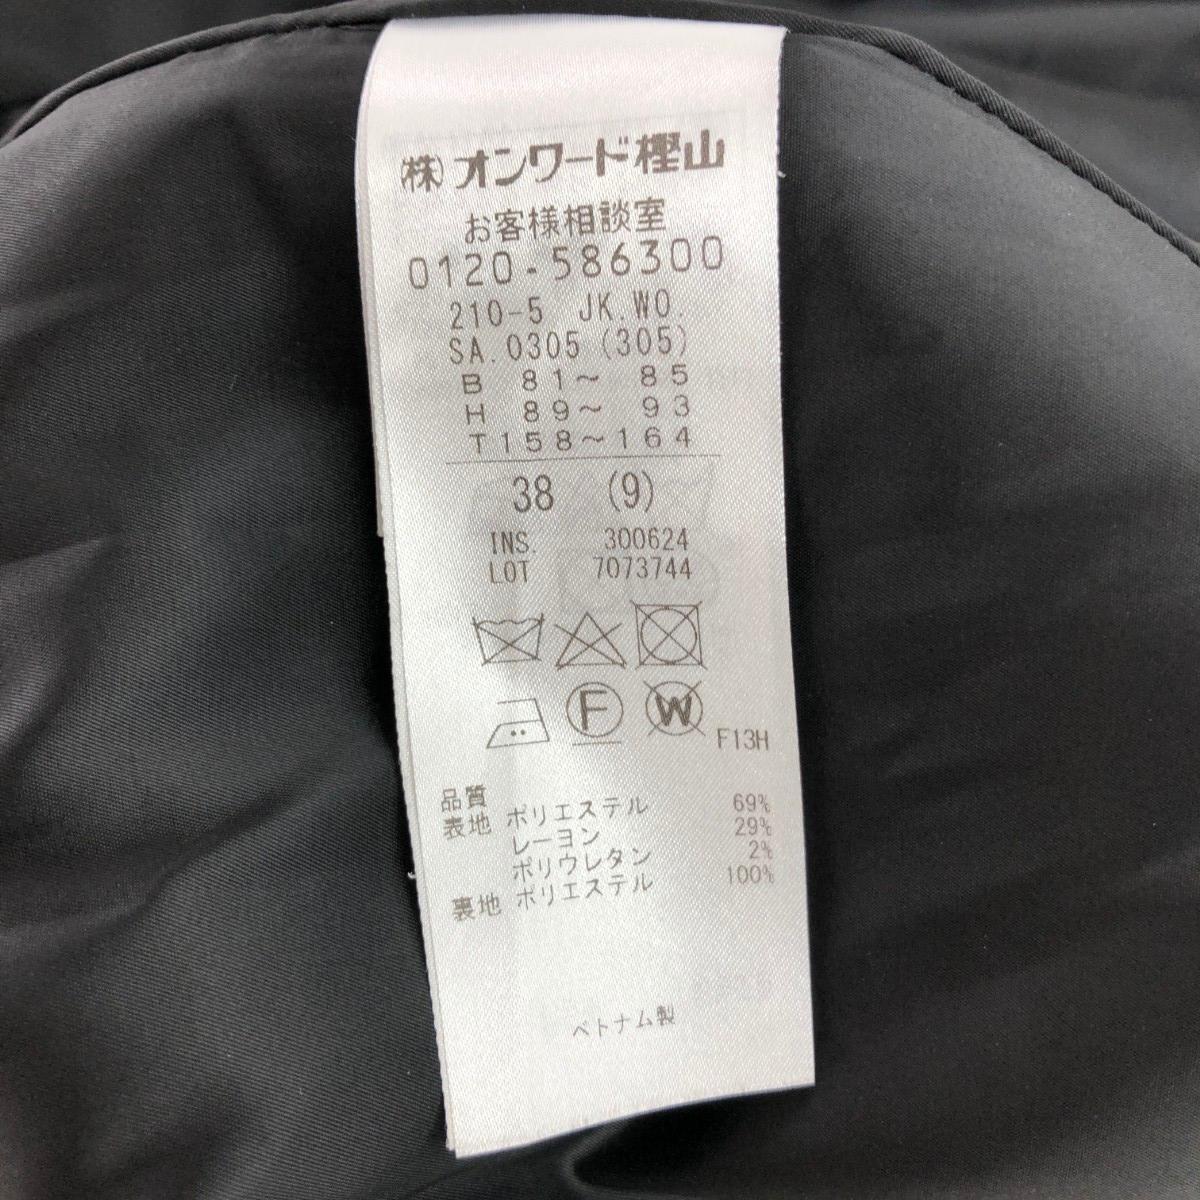 (株)オンワード樫山
お客様相談室
0120-586300
210-5 JK.WO.
SA.0305(305)
B 81～ 85
H 89～ 93
T158～164
38 (9)
INS. 300624
LOT 7073744
F W
F13H
品質
表地 ポリエステル 69%
レーヨン 29%
ポリウレタン 2%
裏地 ポリエステル 100%
ベトナム製